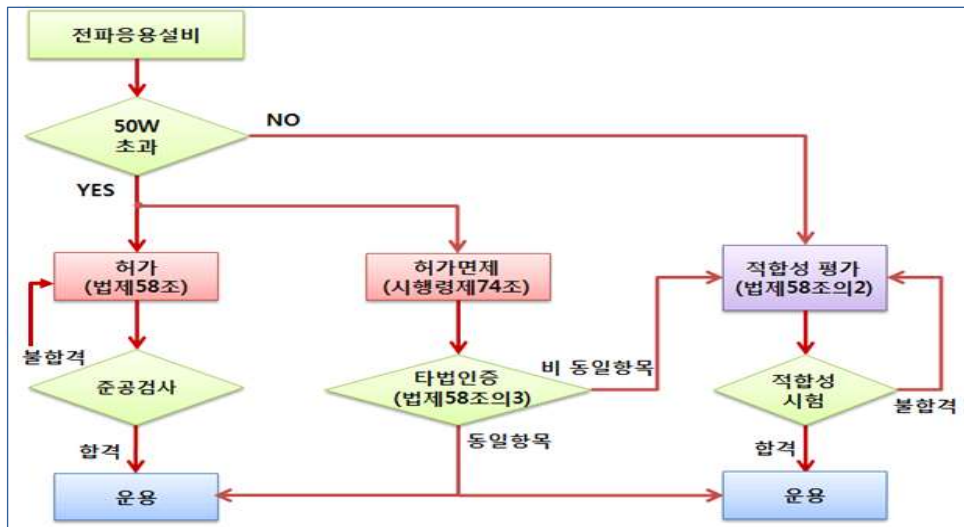 전파응용설비
50W
초과
NO
YES
허가
(법제58조)
허가면제
(시행령제74조)
적합성 평가
(법제58조의2)
불합격
준공검사
타법인증
(법제58조의3)
비 동일항목
적합성
시험
불합격
합격
동일항목
합격
운용
운용